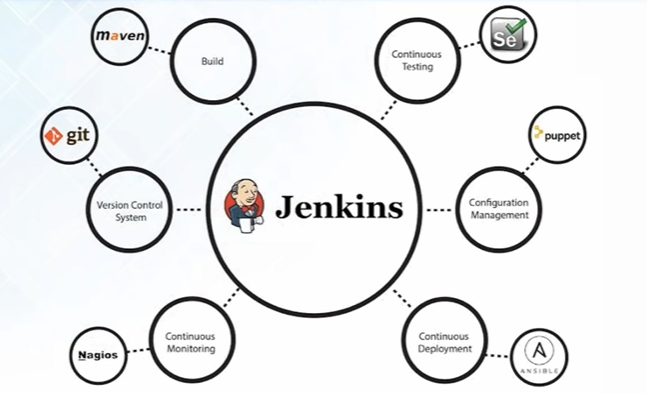 maven
Build
Continuous
Testing
Se
git
puppet
Version Control
System
Jenkins
Configuration
Management
Nagios
Continuous
Monitoring
Continuous
Deployment
A
ANSIBLE